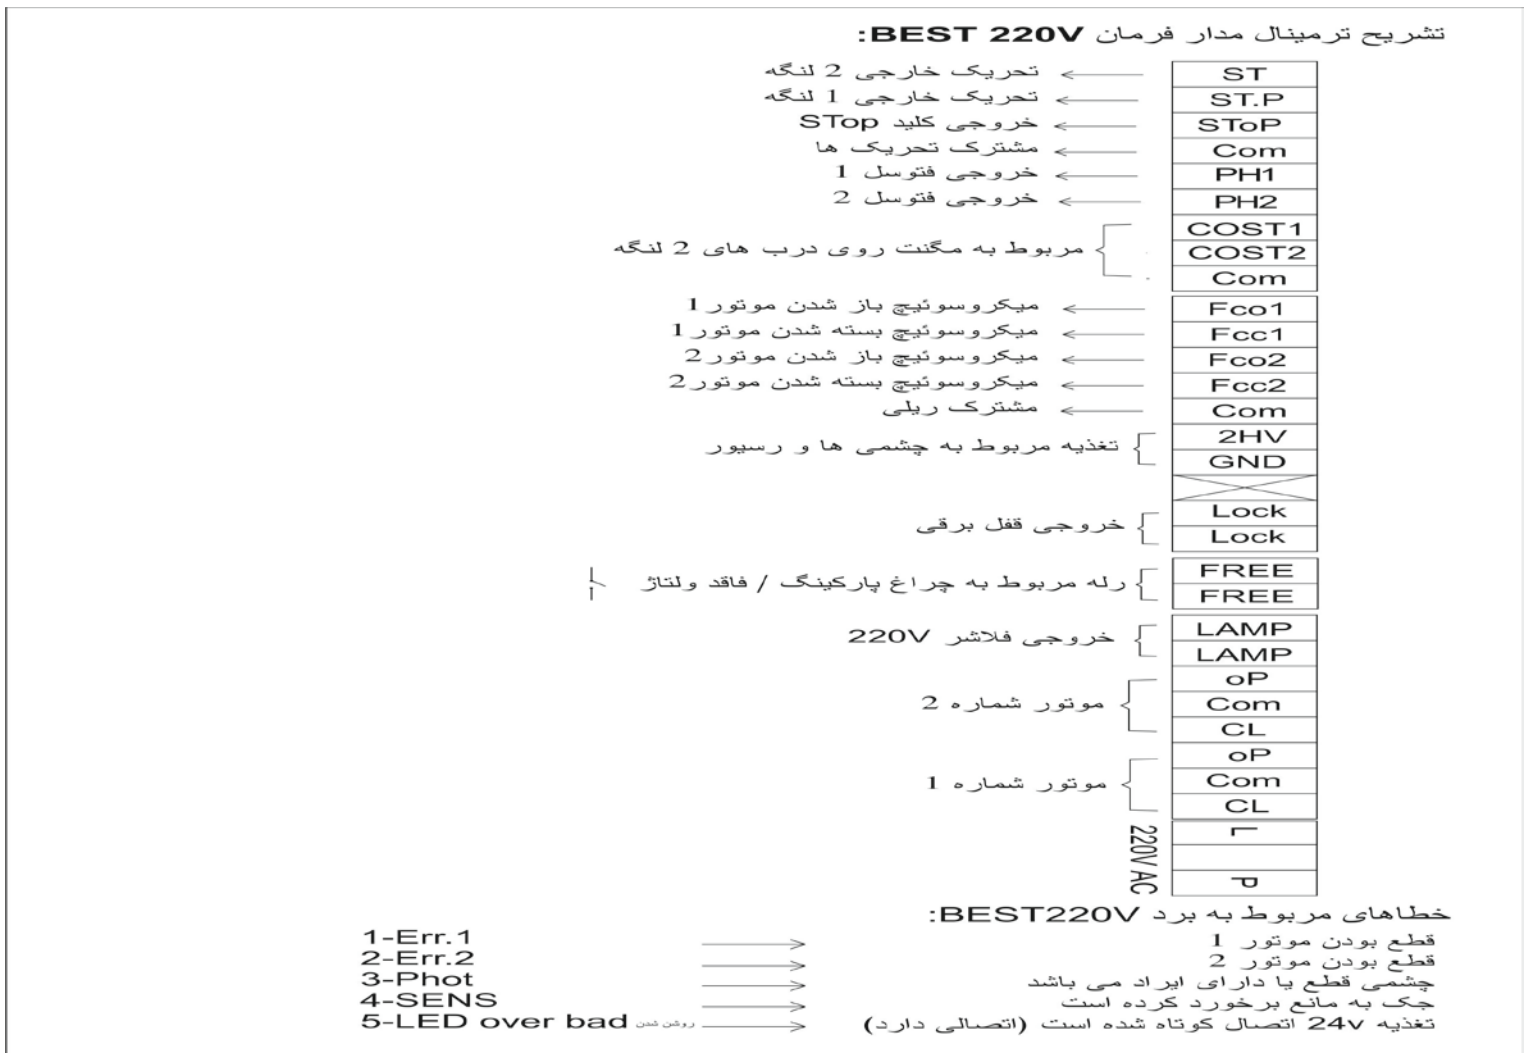 تشریح ترمینال مدار فرمان BEST 220V:
ST ← تحریک خارجی 2 لنگه
ST.P ← تحریک خارجی 1 لنگه
SToP ← خروجی کلید STop
Com ← مشترک تحریک ها
PH1 ← خروجی فتوسل 1
PH2 ← خروجی فتوسل 2
COST1
COST2 مربوط به مگنت روی درب های 2 لنگه
Com
Fco1 ← میکروسوئیچ باز شدن موتور 1
Fcc1 ← میکروسوئیچ بسته شدن موتور 1
Fco2 ← میکروسوئیچ باز شدن موتور 2
Fcc2 ← میکروسوئیچ بسته شدن موتور 2
Com ← مشترک ریلی
2HV
تغذیه مربوط به چشمی ها و رسیور
GND
Lock
خروجی قفل برقی
Lock
FREE
رله مربوط به چراغ پارکینگ / فاقد ولتاژ
FREE
LAMP
خروجی فلاشر 220V
LAMP
oP
Com موتور شماره 2
CL
oP
Com موتور شماره 1
CL
L
220V AC
P
خطاهای مربوط به برد BEST220V:
1-Err.1 → قطع بودن موتور 1
2-Err.2 → قطع بودن موتور 2
3-Phot → چشمی قطع یا دارای ایراد می باشد
4-SENS → جک به مانع برخورد کرده است
5-LED over bad روشن شدن → تغذیه 24v اتصال کوتاه شده است (اتصالی دارد)